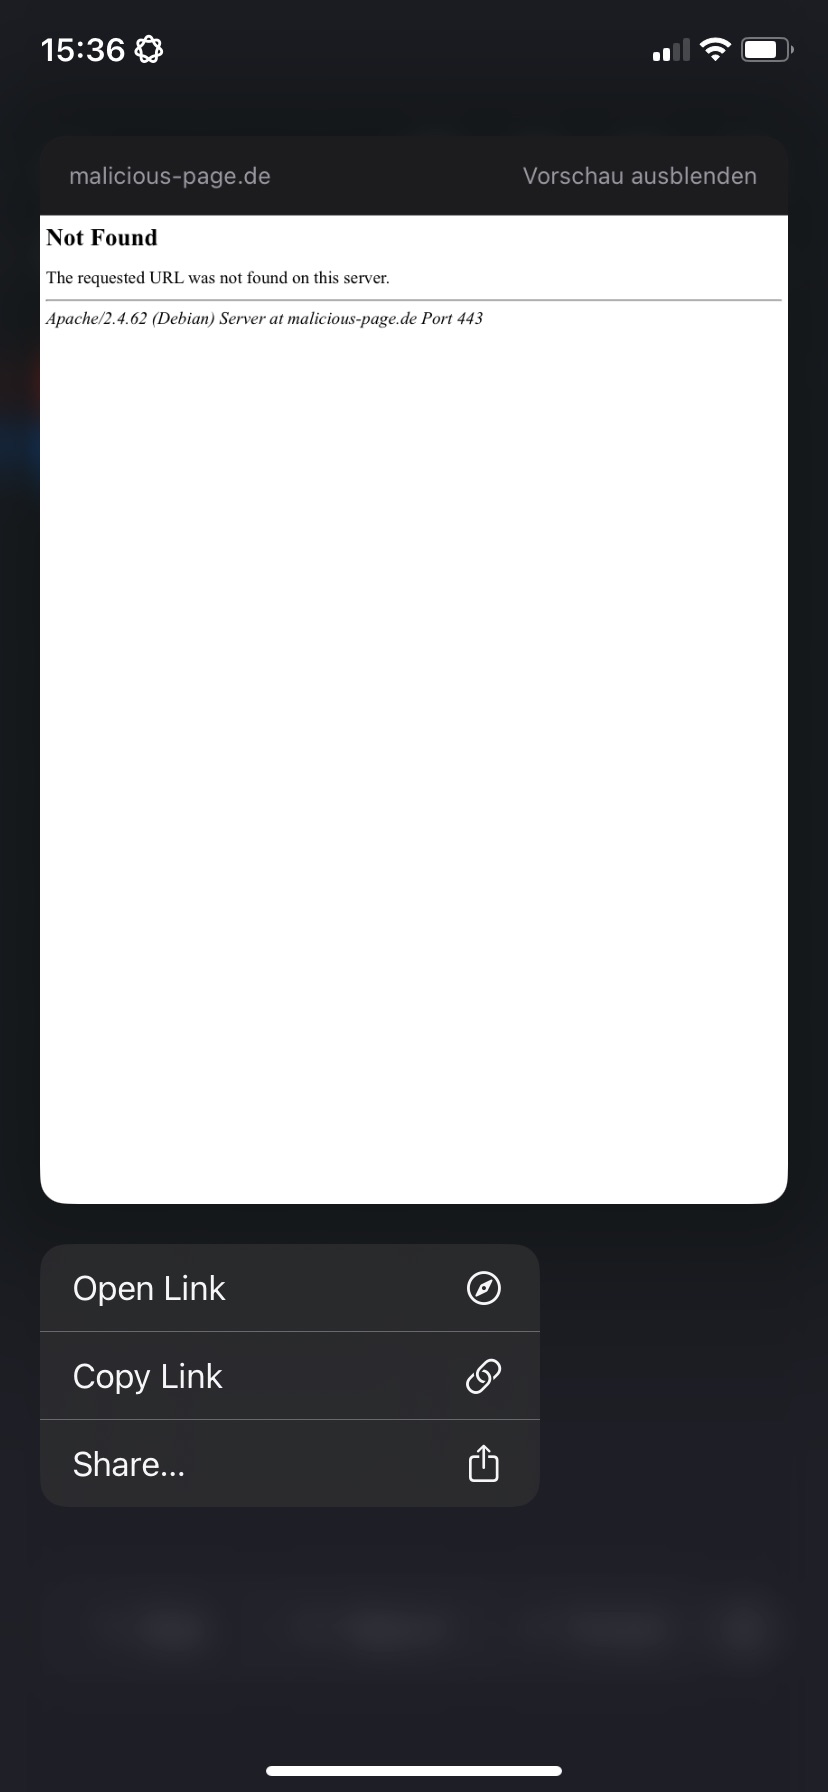 15:36
malicious-page.de Vorschau ausblenden
Not Found
The requested URL was not found on this server.
Apache/2.4.62 (Debian) Server at malicious-page.de Port 443
Open Link
Copy Link
Share...